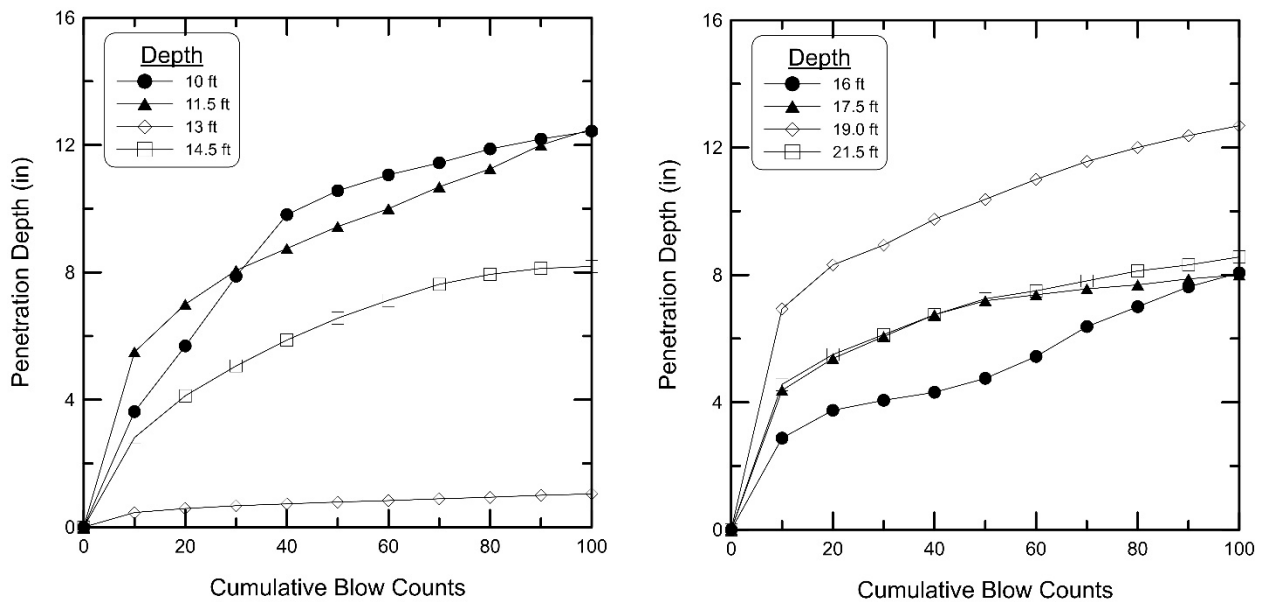 16
12
8
4
0
Penetration Depth (in)
Depth
10 ft
11.5 ft
13 ft
14.5 ft
0
20
40
60
80
100
Cumulative Blow Counts
16
12
8
4
0
Penetration Depth (in)
Depth
16 ft
17.5 ft
19.0 ft
21.5 ft
0
20
40
60
80
100
Cumulative Blow Counts